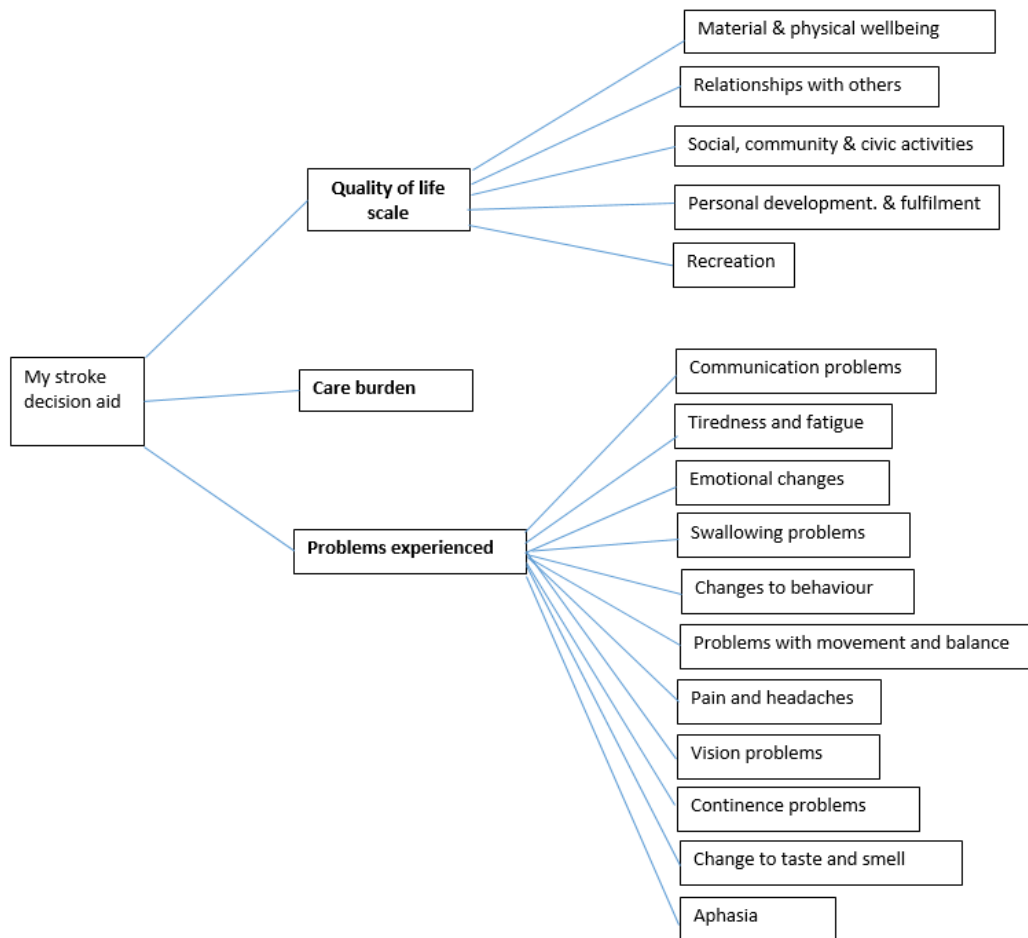 Material & physical wellbeing
Relationships with others
Social, community & civic activities
Quality of life
scale
Personal development. & fulfilment
Recreation
My stroke
decision aid
Care burden
Communication problems
Tiredness and fatigue
Emotional changes
Swallowing problems
Problems experienced
Changes to behaviour
Problems with movement and balance
Pain and headaches
Vision problems
Continence problems
Change to taste and smell
Aphasia